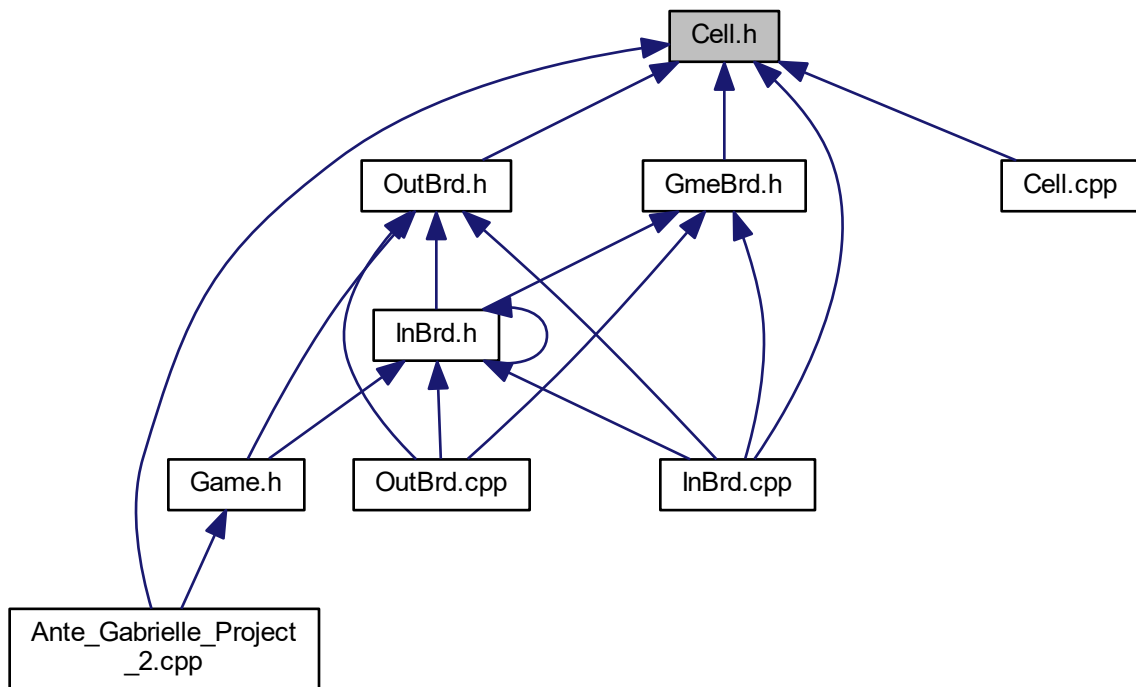 Cell.h
OutBrd.h
GmeBrd.h
Cell.cpp
InBrd.h
Game.h
OutBrd.cpp
InBrd.cpp
Ante_Gabrielle_Project
_2.cpp